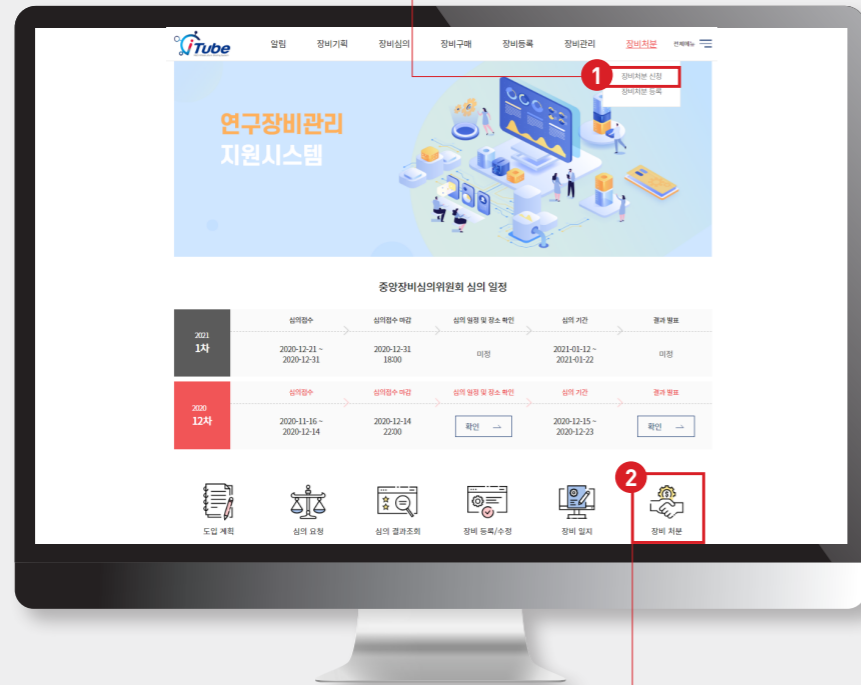 iTube
알림 장비기획 장비심의 장비구매 장비등록 장비관리 장비처분 전체메뉴
1
장비처분 신청
장비처분 등록
연구장비관리
지원시스템
중앙장비심의위원회 심의 일정
2021
1차
심의접수 심의접수 마감 심의 일정 및 장소 확인 심의 기간 결과 발표
2020-12-21 ~
2020-12-31
2020-12-31
18:00
미정
2021-01-12 ~
2021-01-22
미정
2020
12차
심의접수 심의접수 마감 심의 일정 및 장소 확인 심의 기간 결과 발표
2020-11-16 ~
2020-12-14
2020-12-14
22:00
확인
2020-12-15 ~
2020-12-23
확인
2
도입 계획 심의 요청 심의 결과조회 장비 등록/수정 장비 일지 장비 처분